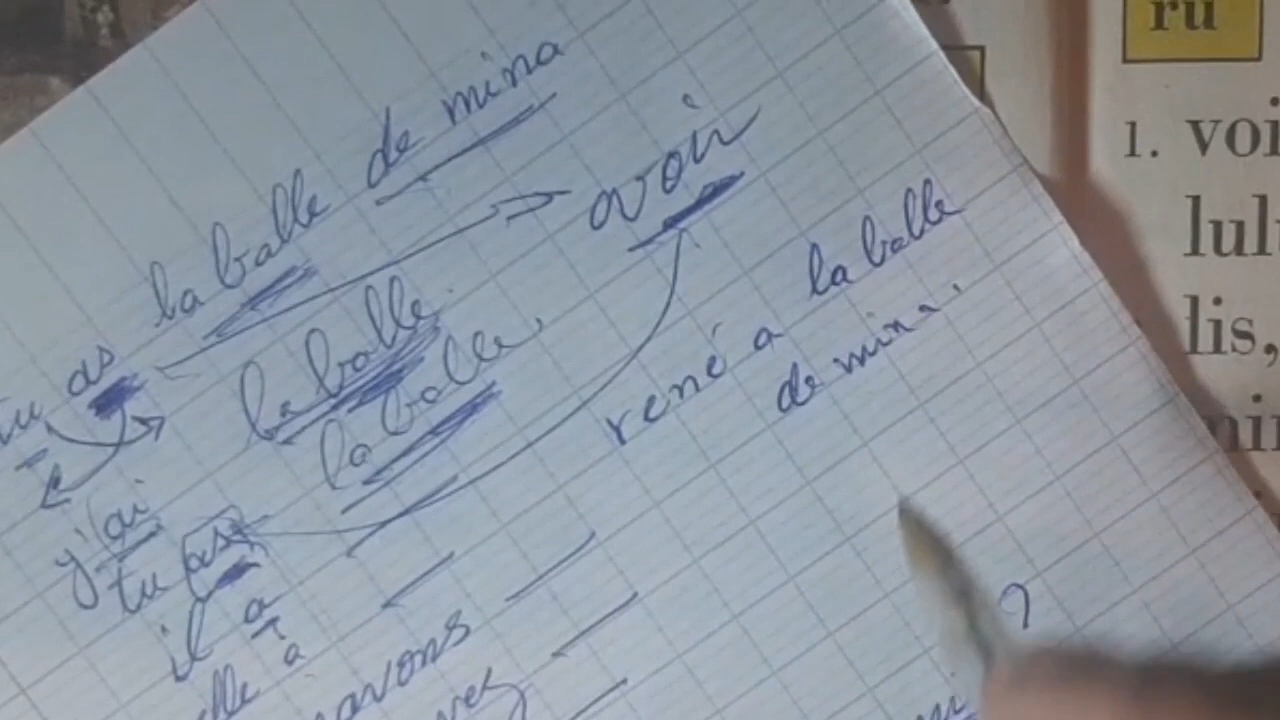 tu as la balle de mina
avoir
la balle.
j'ai la balle.
tu as
il a
elle a
avons
vez
rené a la balle
de mina.
?
ru
1. voi
lul
lis,